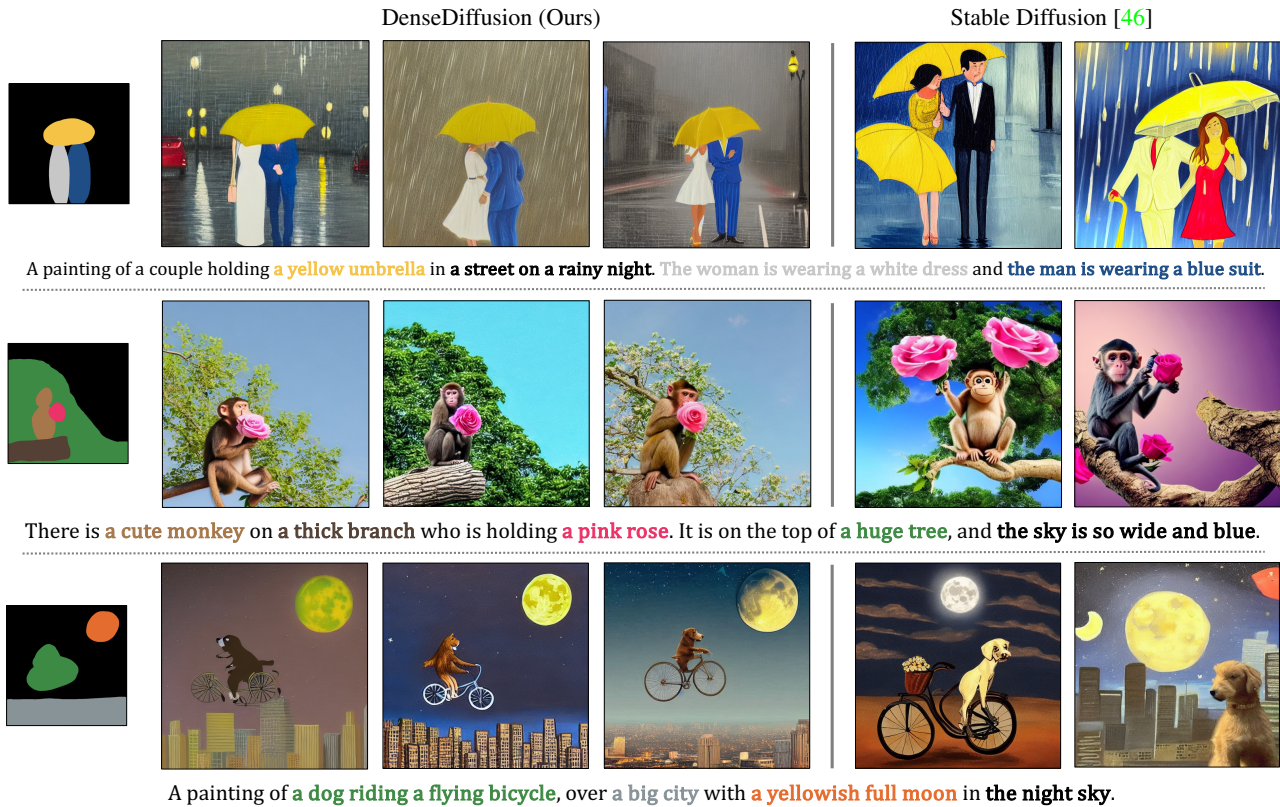 DenseDiffusion (Ours)
Stable Diffusion [46]
A painting of a couple holding a yellow umbrella in a street on a rainy night. The woman is wearing a white dress and the man is wearing a blue suit.
There is a cute monkey on a thick branch who is holding a pink rose. It is on the top of a huge tree, and the sky is so wide and blue.
A painting of a dog riding a flying bicycle, over a big city with a yellowish full moon in the night sky.